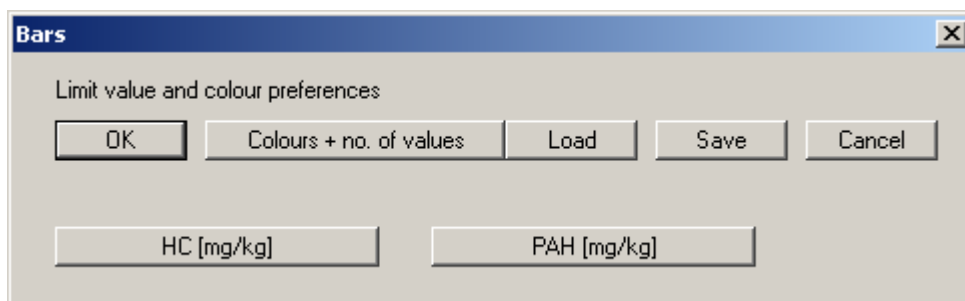 Bars
Limit value and colour preferences
OK Colours + no. of values Load Save Cancel
HC [mg/kg] PAH [mg/kg]